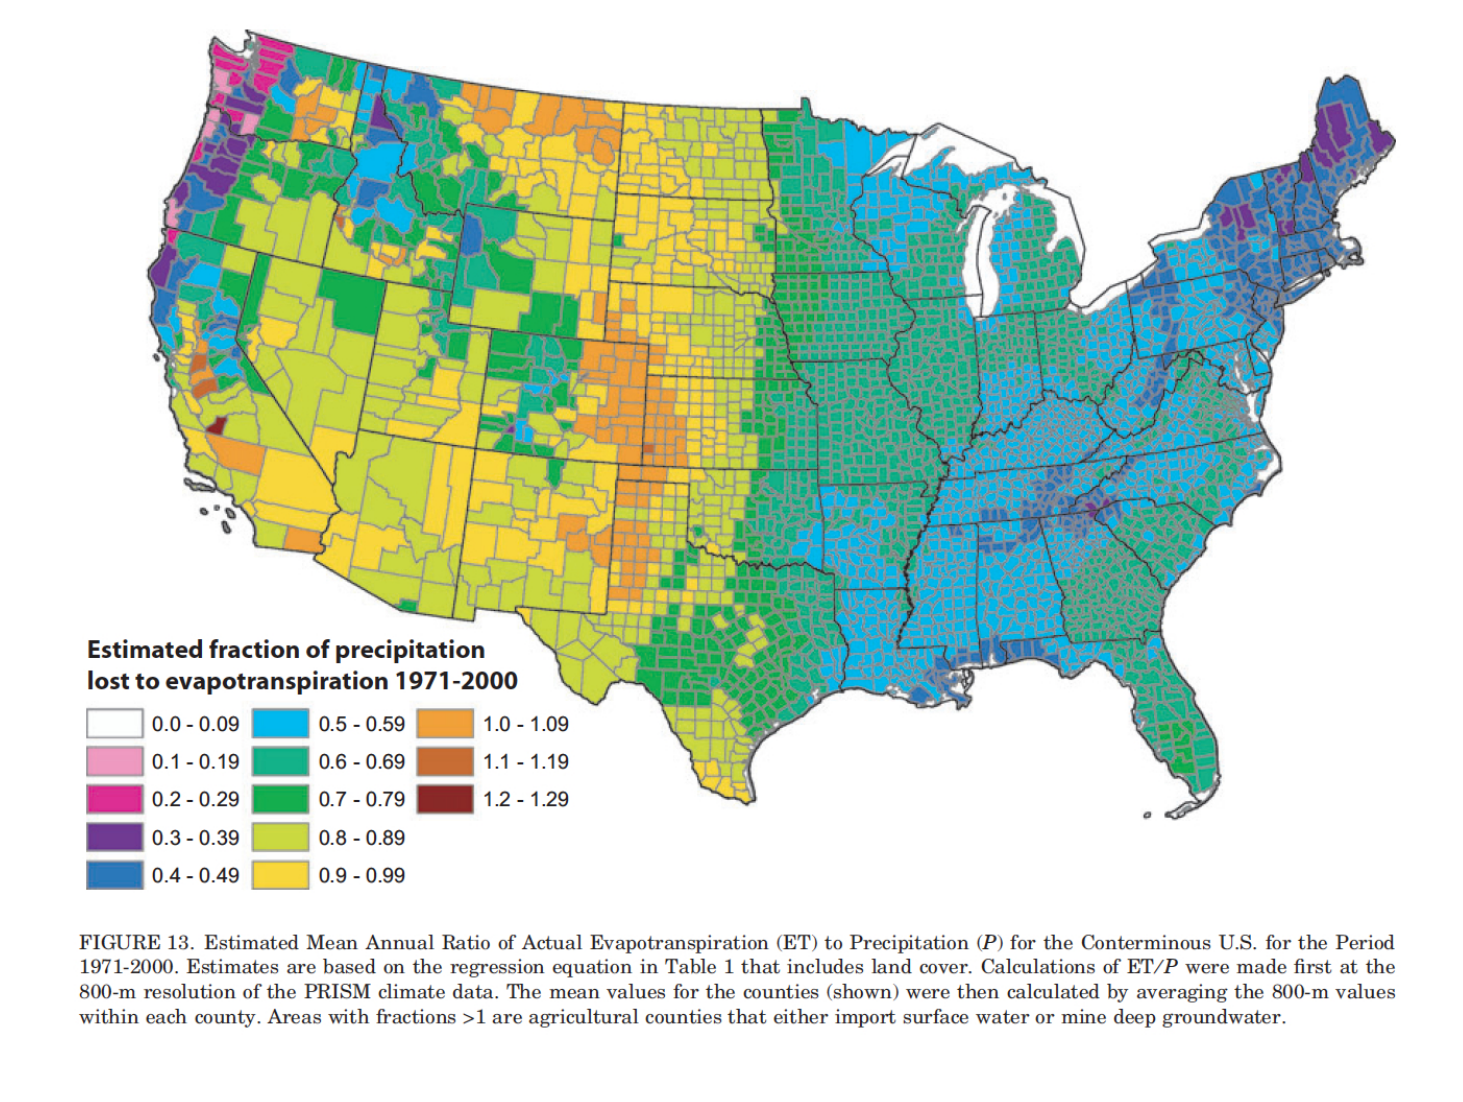 Estimated fraction of precipitation
lost to evapotranspiration 1971-2000
0.0 - 0.09 0.5 - 0.59 1.0 - 1.09
0.1 - 0.19 0.6 - 0.69 1.1 - 1.19
0.2 - 0.29 0.7 - 0.79 1.2 - 1.29
0.3 - 0.39 0.8 - 0.89
0.4 - 0.49 0.9 - 0.99
FIGURE 13. Estimated Mean Annual Ratio of Actual Evapotranspiration (ET) to Precipitation (P) for the Conterminous U.S. for the Period
1971-2000. Estimates are based on the regression equation in Table 1 that includes land cover. Calculations of ET/P were made first at the
800-m resolution of the PRISM climate data. The mean values for the counties (shown) were then calculated by averaging the 800-m values
within each county. Areas with fractions >1 are agricultural counties that either import surface water or mine deep groundwater.